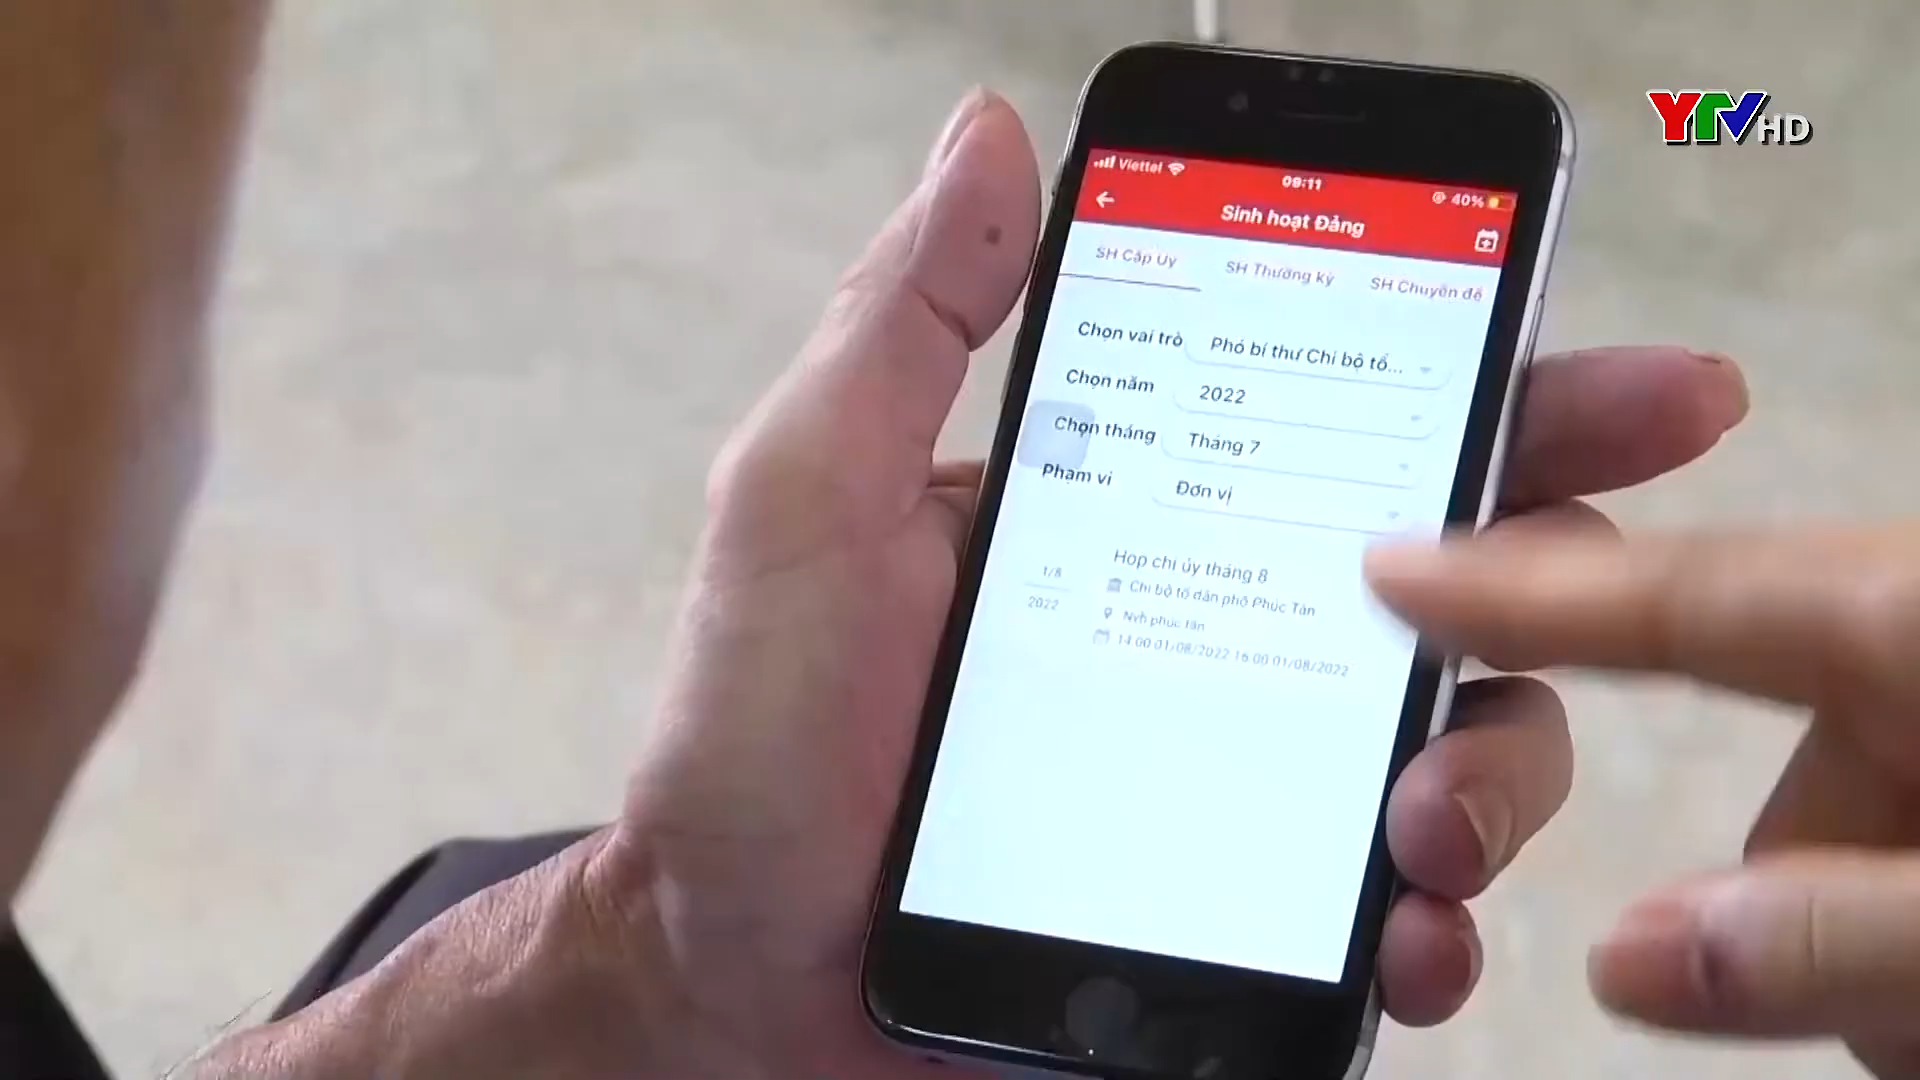 YTV HD
Viettel
09:11
40%
Sinh hoạt Đảng
SH Cấp Ủy
SH Thường kỳ
SH Chuyên đề
Chọn vai trò
Phó bí thư Chi bộ tổ...
Chọn năm
2022
Chọn tháng
Tháng 7
Phạm vi
Đơn vị
Họp chi ủy tháng 8
1/8
Chi bộ tổ dân phố Phúc Tân
2022
Nvh phuc tân
14:00 01/08/2022 16:00 01/08/2022